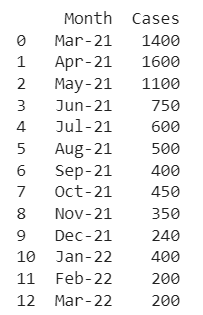 Month Cases
0 Mar-21 1400
1 Apr-21 1600
2 May-21 1100
3 Jun-21 750
4 Jul-21 600
5 Aug-21 500
6 Sep-21 400
7 Oct-21 450
8 Nov-21 350
9 Dec-21 240
10 Jan-22 400
11 Feb-22 200
12 Mar-22 200